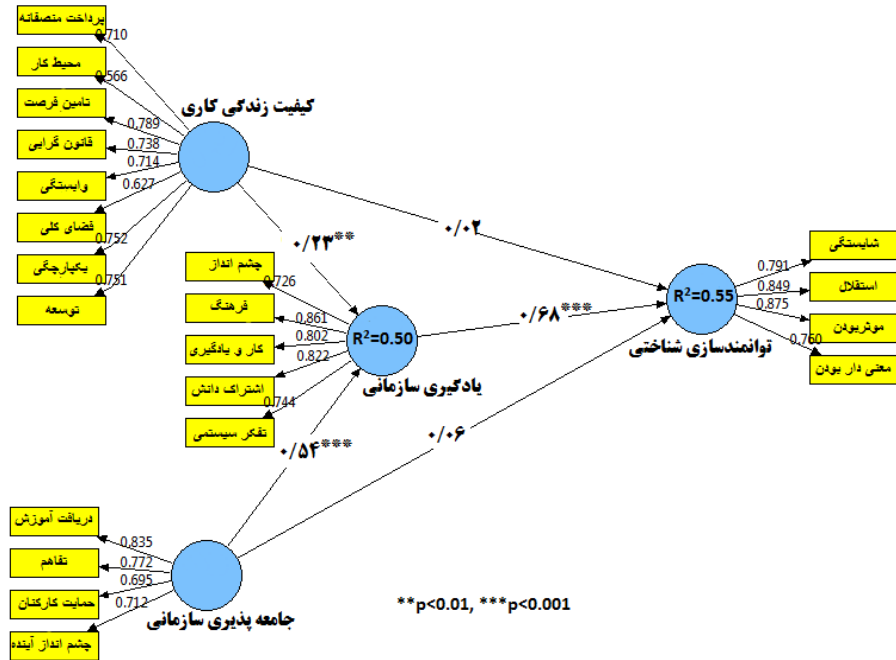 پرداخت منصفانه
0.710
محیط کار
0.566
تامین فرصت
0.789
قانون گرایی
0.738
وابستگی
0.714
فضای کلی
0.627
یکپارچگی
0.752
توسعه
0.751
کیفیت زندگی کاری
۰/۲۳**
۰/۰۲
چشم انداز
0.726
فرهنگ
0.861
کار و یادگیری
0.802
اشتراک دانش
0.822
تفکر سیستمی
0.744
R²=0.50
یادگیری سازمانی
۰/۶۸***
شایستگی
0.791
استقلال
0.849
موثربودن
0.875
معنی دار بودن
0.760
R²=0.55
توانمندسازی شناختی
۰/۵۴***
۰/۰۶
دریافت آموزش
0.835
تفاهم
0.772
حمایت کارکنان
0.695
چشم انداز آینده
0.712
جامعه پذیری سازمانی
**p<0.01, ***p<0.001